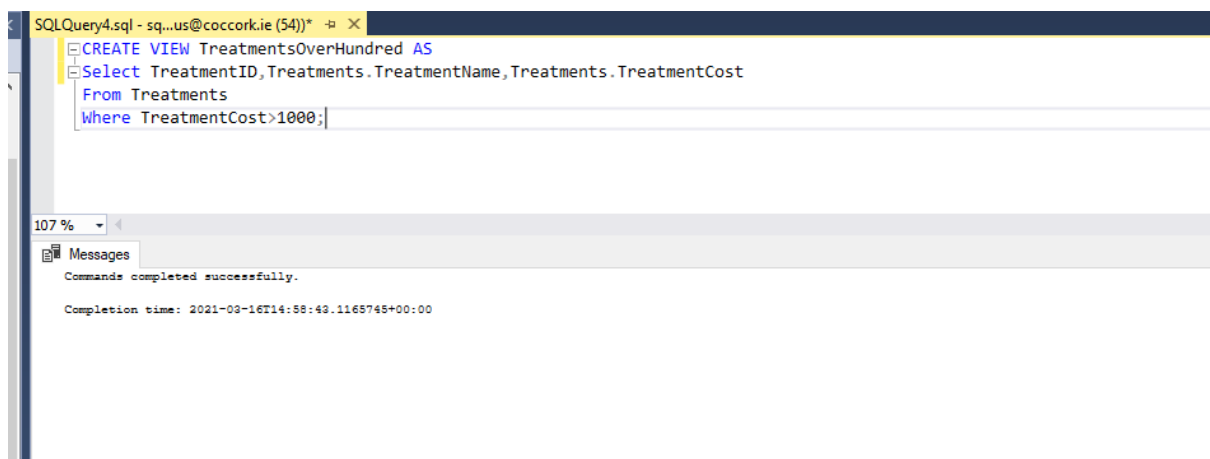 SQLQuery4.sql - sq...us@coccork.ie (54))*
CREATE VIEW TreatmentsOverHundred AS
Select TreatmentID,Treatments.TreatmentName,Treatments.TreatmentCost
From Treatments
Where TreatmentCost>1000;
107 %
Messages
Commands completed successfully.
Completion time: 2021-03-16T14:58:43.1165745+00:00